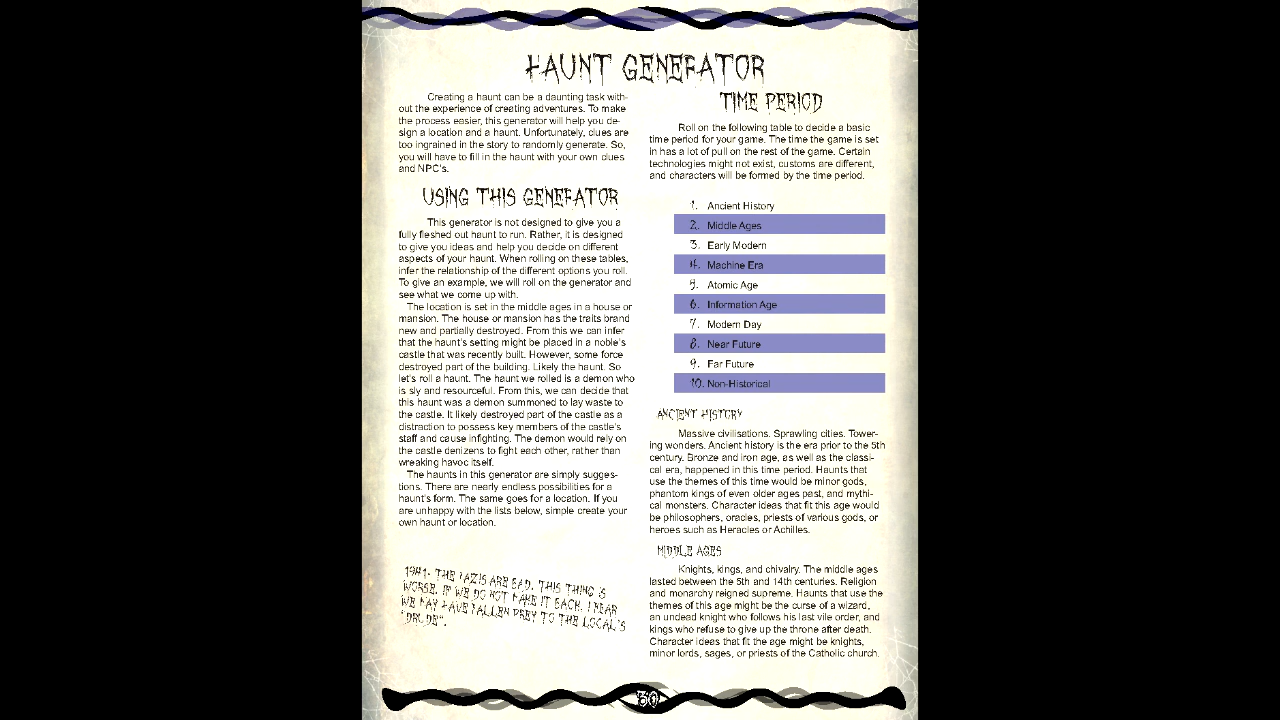 HAUNT GENERATOR
Creating a haunt can be a daunting task with-
out the experience of creating adventures. To make
the process easier, this generator will help you de-
sign a location and a haunt. Unfortunately, clues are
too ingrained in the story to randomly generate. So,
you will have to fill in the haunt with your own clues
and NPC's.
USING THIS GENERATOR
This generator is not designed to give you a
fully fleshed out haunt to run. Rather, it is designed
to give you ideas and help you decide on different
aspects of your haunt. When rolling on these tables,
infer the relationship of the different options you roll.
To give an example, we will roll on the generator and
see what we come up with.
The location is set in the middle ages in a house or
mansion. The house or mansion has the traits brand
new and partially destroyed. From this we can infer
that the haunt's setting might be placed in a noble's
castle that was recently built. However, some force
destroyed part of the building. Likely the haunt. So
let's roll a haunt. The haunt we rolled is a demon who
is sly and resourceful. From this, we can decide that
this haunt was a demon summoned to lay waste to
the castle. It likely destroyed part of the castle as a
distraction to possess key members of the castle's
staff and cause infighting. The demon would rely on
the castle denizens to fight each other, rather than
wreaking havoc itself.
The haunts in this generator are simply sugges-
tions. There are nearly endless possibilities for a
haunt's form. The same goes for a location. If you
are unhappy with the lists below, simple create your
own haunt or location.
1941- THE NAZIS ARE BAD. THIS THING IS
WORSE. IF WE DO NOT MAKE IT BACK, I FEAR
WE MAY HAVE FALLEN PREY TO THE LOCAL'S
TIME PERIOD
Roll on the following table to decide a basic
time period for your game. The time the game is set
in has a lot of pull on the rest of the game. Certain
technologies might not exist, customs are different,
and characters will be formed by the time period.
1. Ancient History
2. Middle Ages
3. Early Modern
4. Machine Era
5. Atomic Age
6. Information Age
7. Modern Day
8. Near Future
9. Far Future
10. Non-Historical
ANCIENT HISTORY
Massive civilisations. Sprawling cities. Tower-
ing wonders. Ancient history is the era prior to the 5th
century. Bronze and iron age, as well as the classi-
cal era, happened in this time period. Haunts that
use the themes of this time would be minor gods,
phantom kings of even older ages past, and mythi-
cal monsters. Character ideas that fit this age would
be philosophers, oracles, priests of various gods, or
heroes such as Heracles or Achilles.
MIDDLE AGES
Knights, kings, and chivalry. The middle ages
lasted between the 5th and 14th centuries. Religion
and monarchy reigned supreme. Haunts that use the
themes of this age might be the curse of a wizard,
an undead knight who follows his last vile order, and
kings who refuse to give up the throne after death.
Character ideas that fit the age might be knights,
minor lords, sages, or priests of the Catholic church.
30